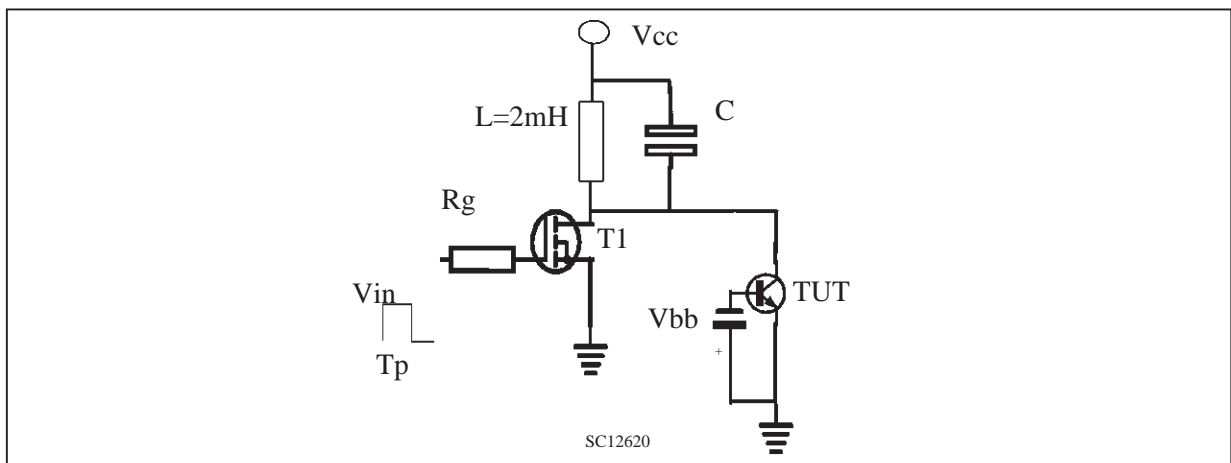 Vcc
C
L=2mH
Rg
T1
Vin
TUT
Vbb
+
Tp
SC12620